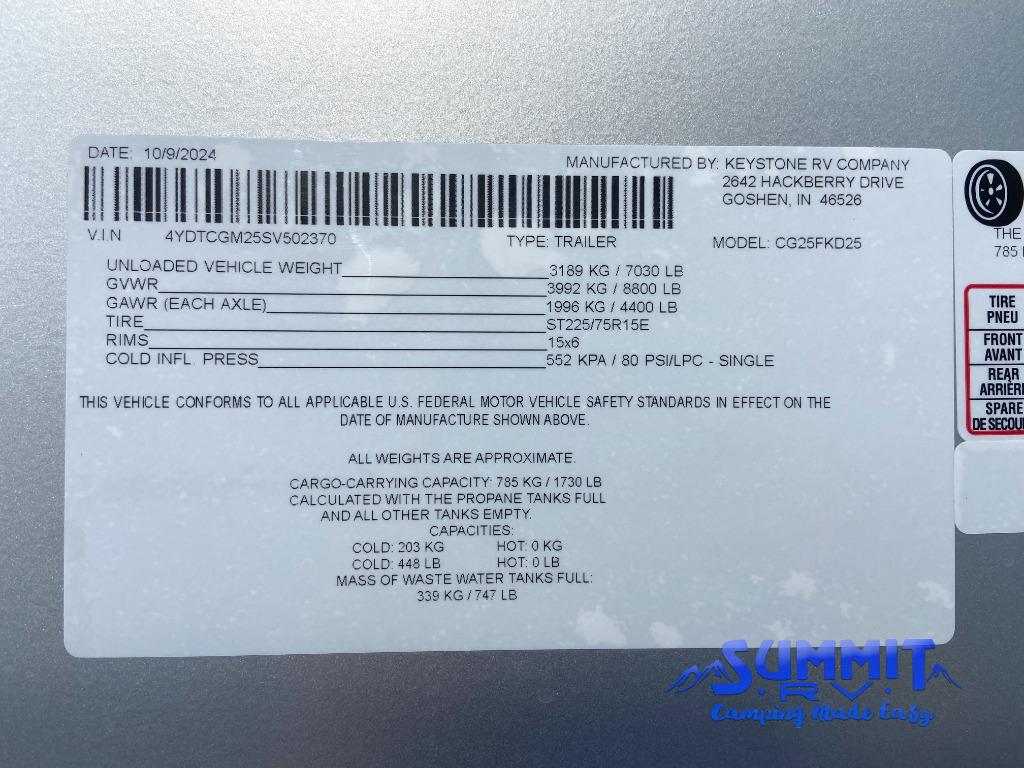 DATE: 10/9/2024
MANUFACTURED BY: KEYSTONE RV COMPANY
2642 HACKBERRY DRIVE
GOSHEN, IN 46526
V.I.N 4YDTCGM25SV502370 TYPE: TRAILER MODEL: CG25FKD25
UNLOADED VEHICLE WEIGHT 3189 KG / 7030 LB
GVWR 3992 KG / 8800 LB
GAWR (EACH AXLE) 1996 KG / 4400 LB
TIRE ST225/75R15E
RIMS 15x6
COLD INFL. PRESS 552 KPA / 80 PSI/LPC - SINGLE
THIS VEHICLE CONFORMS TO ALL APPLICABLE U.S. FEDERAL MOTOR VEHICLE SAFETY STANDARDS IN EFFECT ON THE
DATE OF MANUFACTURE SHOWN ABOVE.
ALL WEIGHTS ARE APPROXIMATE.
CARGO-CARRYING CAPACITY: 785 KG / 1730 LB
CALCULATED WITH THE PROPANE TANKS FULL
AND ALL OTHER TANKS EMPTY.
CAPACITIES:
COLD: 203 KG HOT: 0 KG
COLD: 448 LB HOT: 0 LB
MASS OF WASTE WATER TANKS FULL:
339 KG / 747 LB
THE
785
TIRE
PNEU
FRONT
AVANT
REAR
ARRIÈRE
SPARE
DE SECOU
SUMMIT
RV
Camping Made Easy